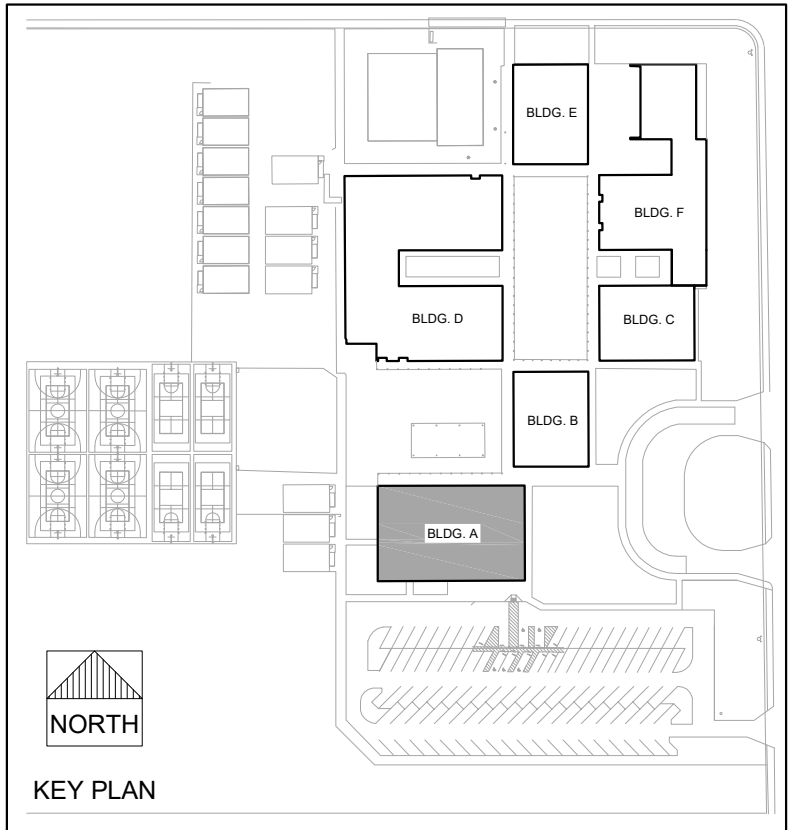 BLDG. E
BLDG. F
BLDG. D
BLDG. C
BLDG. B
BLDG. A
NORTH
KEY PLAN